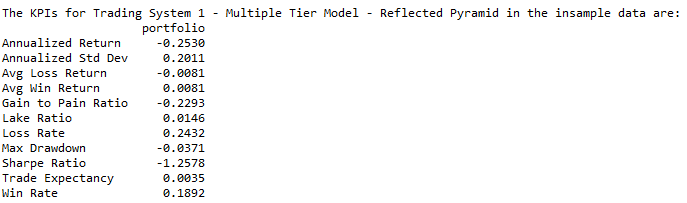 The KPIs for Trading System 1 - Multiple Tier Model - Reflected Pyramid in the insample data are:
portfolio
Annualized Return -0.2530
Annualized Std Dev 0.2011
Avg Loss Return -0.0081
Avg Win Return 0.0081
Gain to Pain Ratio -0.2293
Lake Ratio 0.0146
Loss Rate 0.2432
Max Drawdown -0.0371
Sharpe Ratio -1.2578
Trade Expectancy 0.0035
Win Rate 0.1892